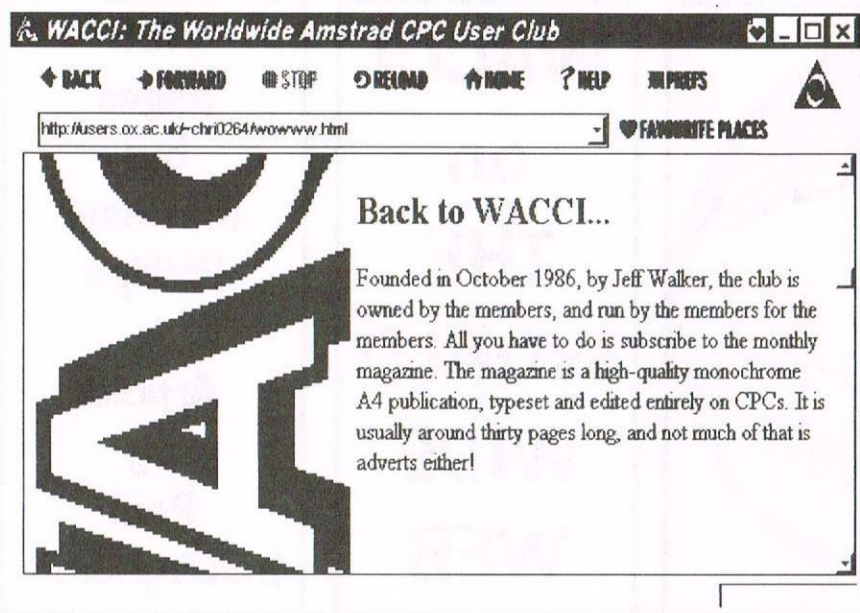 WACCI: The Worldwide Amstrad CPC User Club
BACK FORWARD STOP RELOAD HOME HELP PREFS
http://users.ox.ac.uk/~chri0264/wowww.html FAVOURITE PLACES
Back to WACCI...
Founded in October 1986, by Jeff Walker, the club is
owned by the members, and run by the members for the
members. All you have to do is subscribe to the monthly
magazine. The magazine is a high-quality monochrome
A4 publication, typeset and edited entirely on CPCs. It is
usually around thirty pages long, and not much of that is
adverts either!